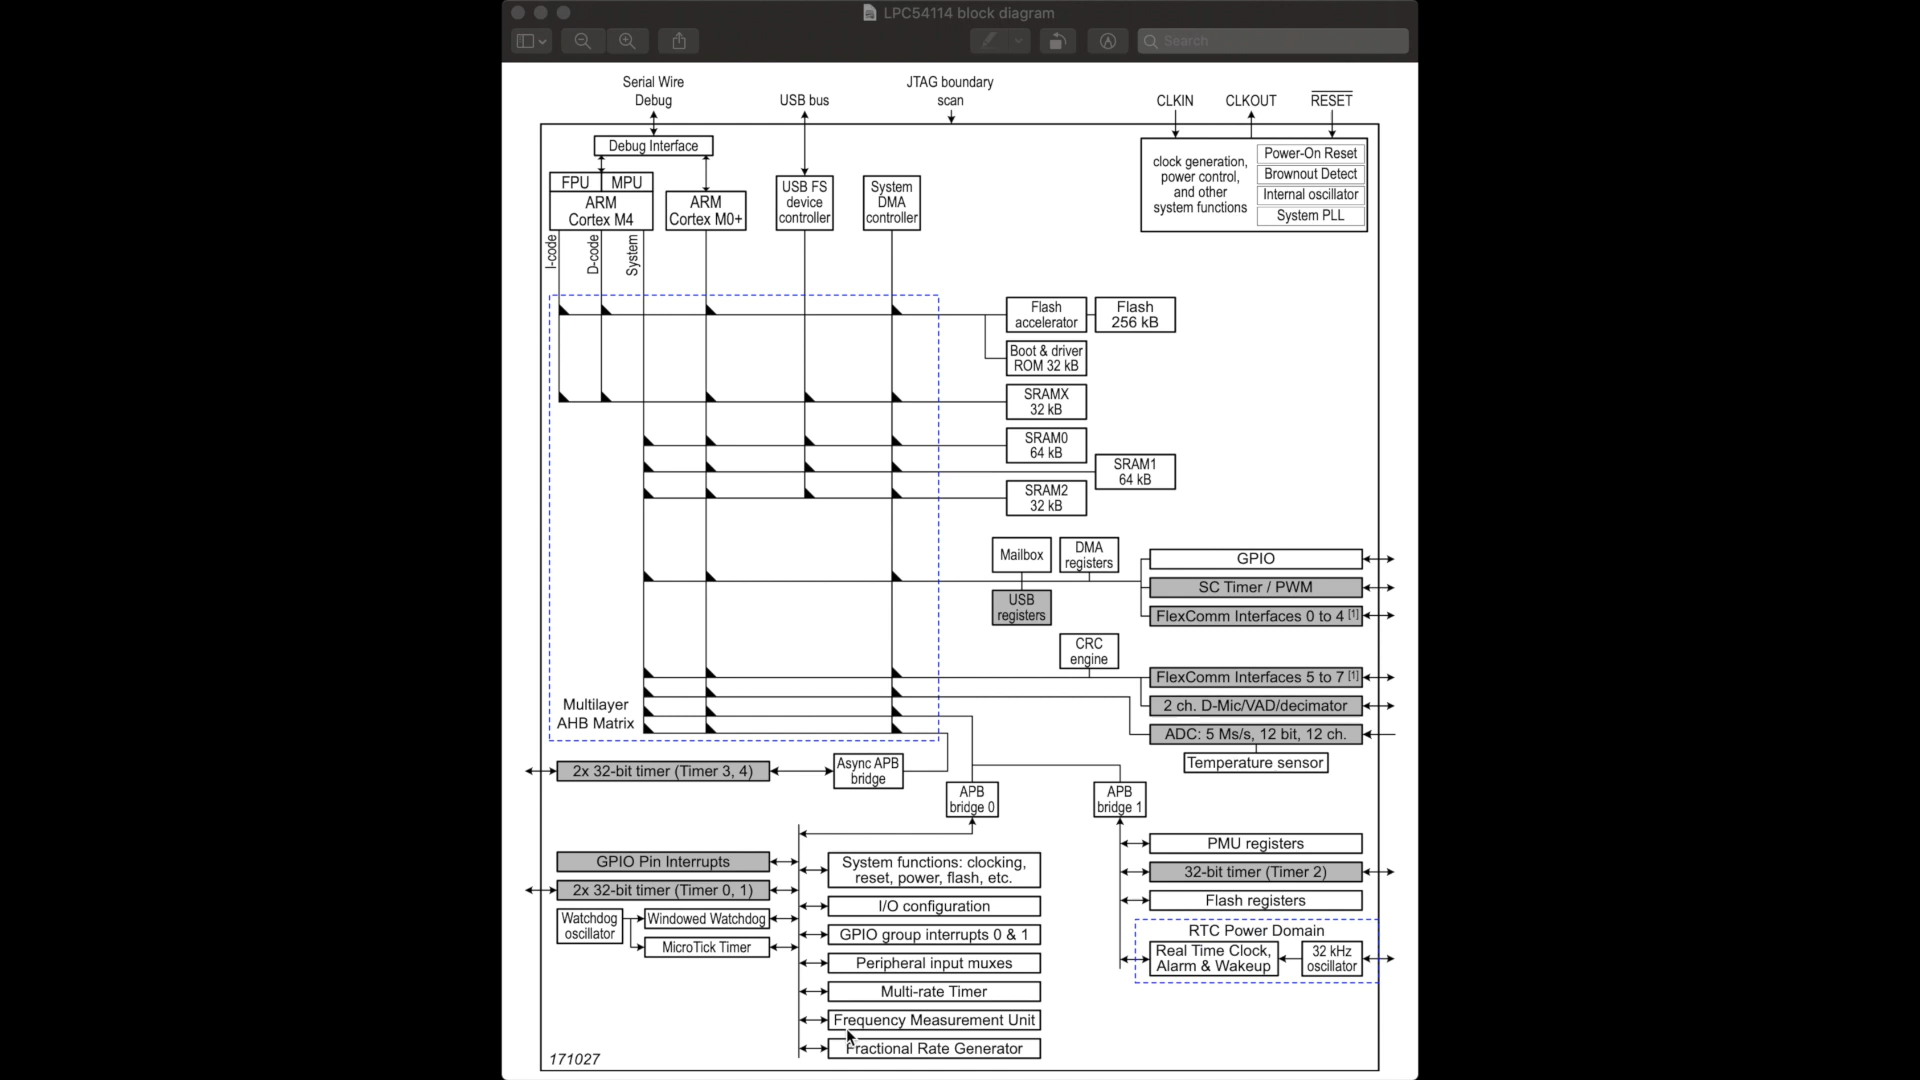 LPC54114 block diagram
Search
Serial Wire
Debug
USB bus
JTAG boundary
scan
CLKIN
CLKOUT
RESET
Debug Interface
FPU
MPU
ARM
Cortex M4
ARM
Cortex M0+
USB FS
device
controller
System
DMA
controller
clock generation,
power control,
and other
system functions
Power-On Reset
Brownout Detect
Internal oscillator
System PLL
I-code
D-code
System
Flash
accelerator
Flash
256 kB
Boot & driver
ROM 32 kB
SRAMX
32 kB
SRAM0
64 kB
SRAM1
64 kB
SRAM2
32 kB
Mailbox
DMA
registers
USB
registers
GPIO
SC Timer / PWM
FlexComm Interfaces 0 to 4 [1]
CRC
engine
FlexComm Interfaces 5 to 7 [1]
2 ch. D-Mic/VAD/decimator
ADC: 5 Ms/s, 12 bit, 12 ch.
Temperature sensor
Multilayer
AHB Matrix
2x 32-bit timer (Timer 3, 4)
Async APB
bridge
APB
bridge 0
APB
bridge 1
GPIO Pin Interrupts
2x 32-bit timer (Timer 0, 1)
Watchdog
oscillator
Windowed Watchdog
MicroTick Timer
System functions: clocking,
reset, power, flash, etc.
I/O configuration
GPIO group interrupts 0 & 1
Peripheral input muxes
Multi-rate Timer
Frequency Measurement Unit
Fractional Rate Generator
PMU registers
32-bit timer (Timer 2)
Flash registers
RTC Power Domain
Real Time Clock,
Alarm & Wakeup
32 kHz
oscillator
171027